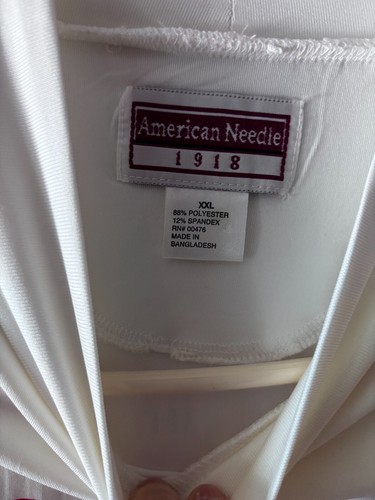 American Needle
1918
XXL
88% POLYESTER
12% SPANDEX
RN# 00476
MADE IN
BANGLADESH